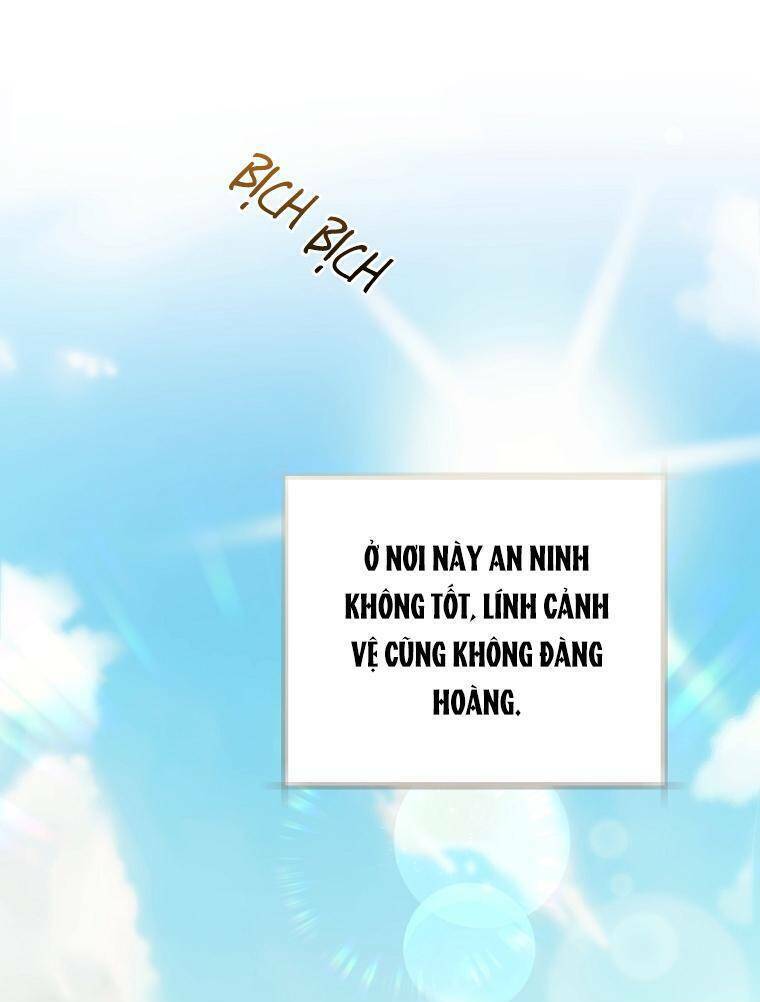 BỊCH BỊCH
Ở NƠI NÀY AN NINH
KHÔNG TỐT, LÍNH CẢNH
VỆ CŨNG KHÔNG ĐÀNG
HOÀNG.